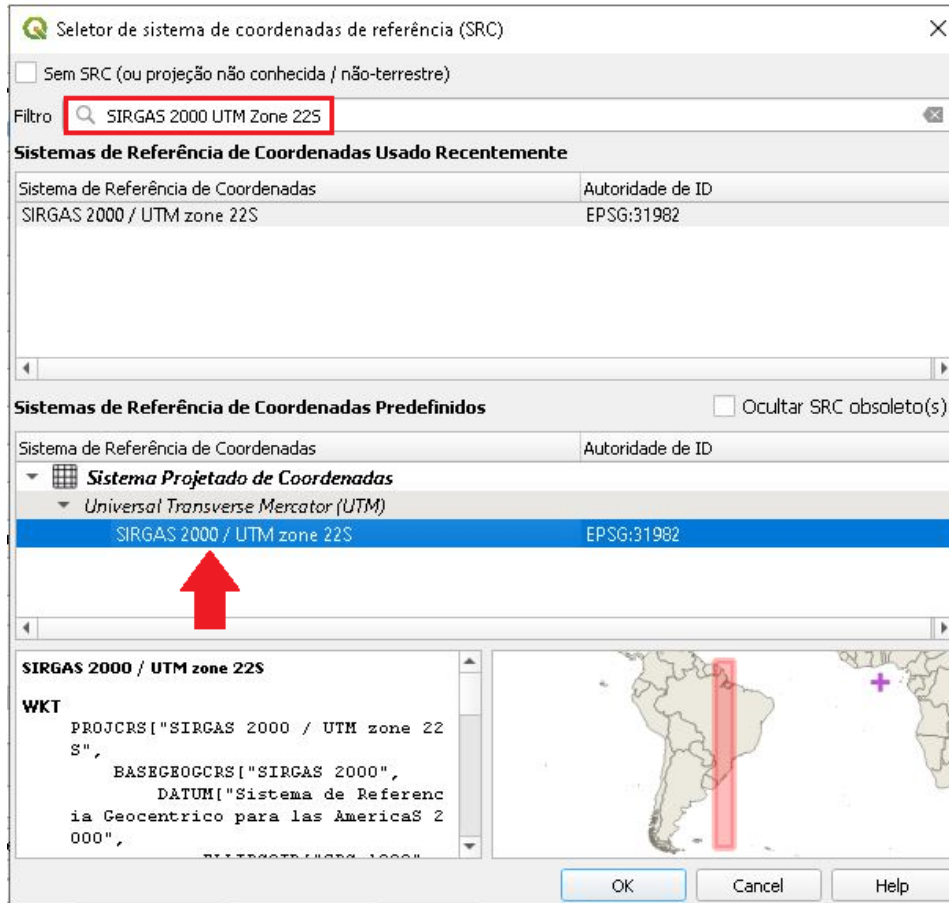 Seletor de sistema de coordenadas de referência (SRC)
Sem SRC (ou projeção não conhecida / não-terrestre)
Filtro SIRGAS 2000 UTM Zone 22S
Sistemas de Referência de Coordenadas Usado Recentemente
Sistema de Referência de Coordenadas Autoridade de ID
SIRGAS 2000 / UTM zone 22S EPSG:31982
Sistemas de Referência de Coordenadas Predefinidos Ocultar SRC obsoleto(s)
Sistema de Referência de Coordenadas Autoridade de ID
Sistema Projetado de Coordenadas
Universal Transverse Mercator (UTM)
SIRGAS 2000 / UTM zone 22S EPSG:31982
SIRGAS 2000 / UTM zone 22S
WKT
PROJCRS["SIRGAS 2000 / UTM zone 22
S",
BASEGEOGCRS["SIRGAS 2000",
DATUM["Sistema de Referenc
ia Geocentrico para las AmericaS 2
000",
OK Cancel Help